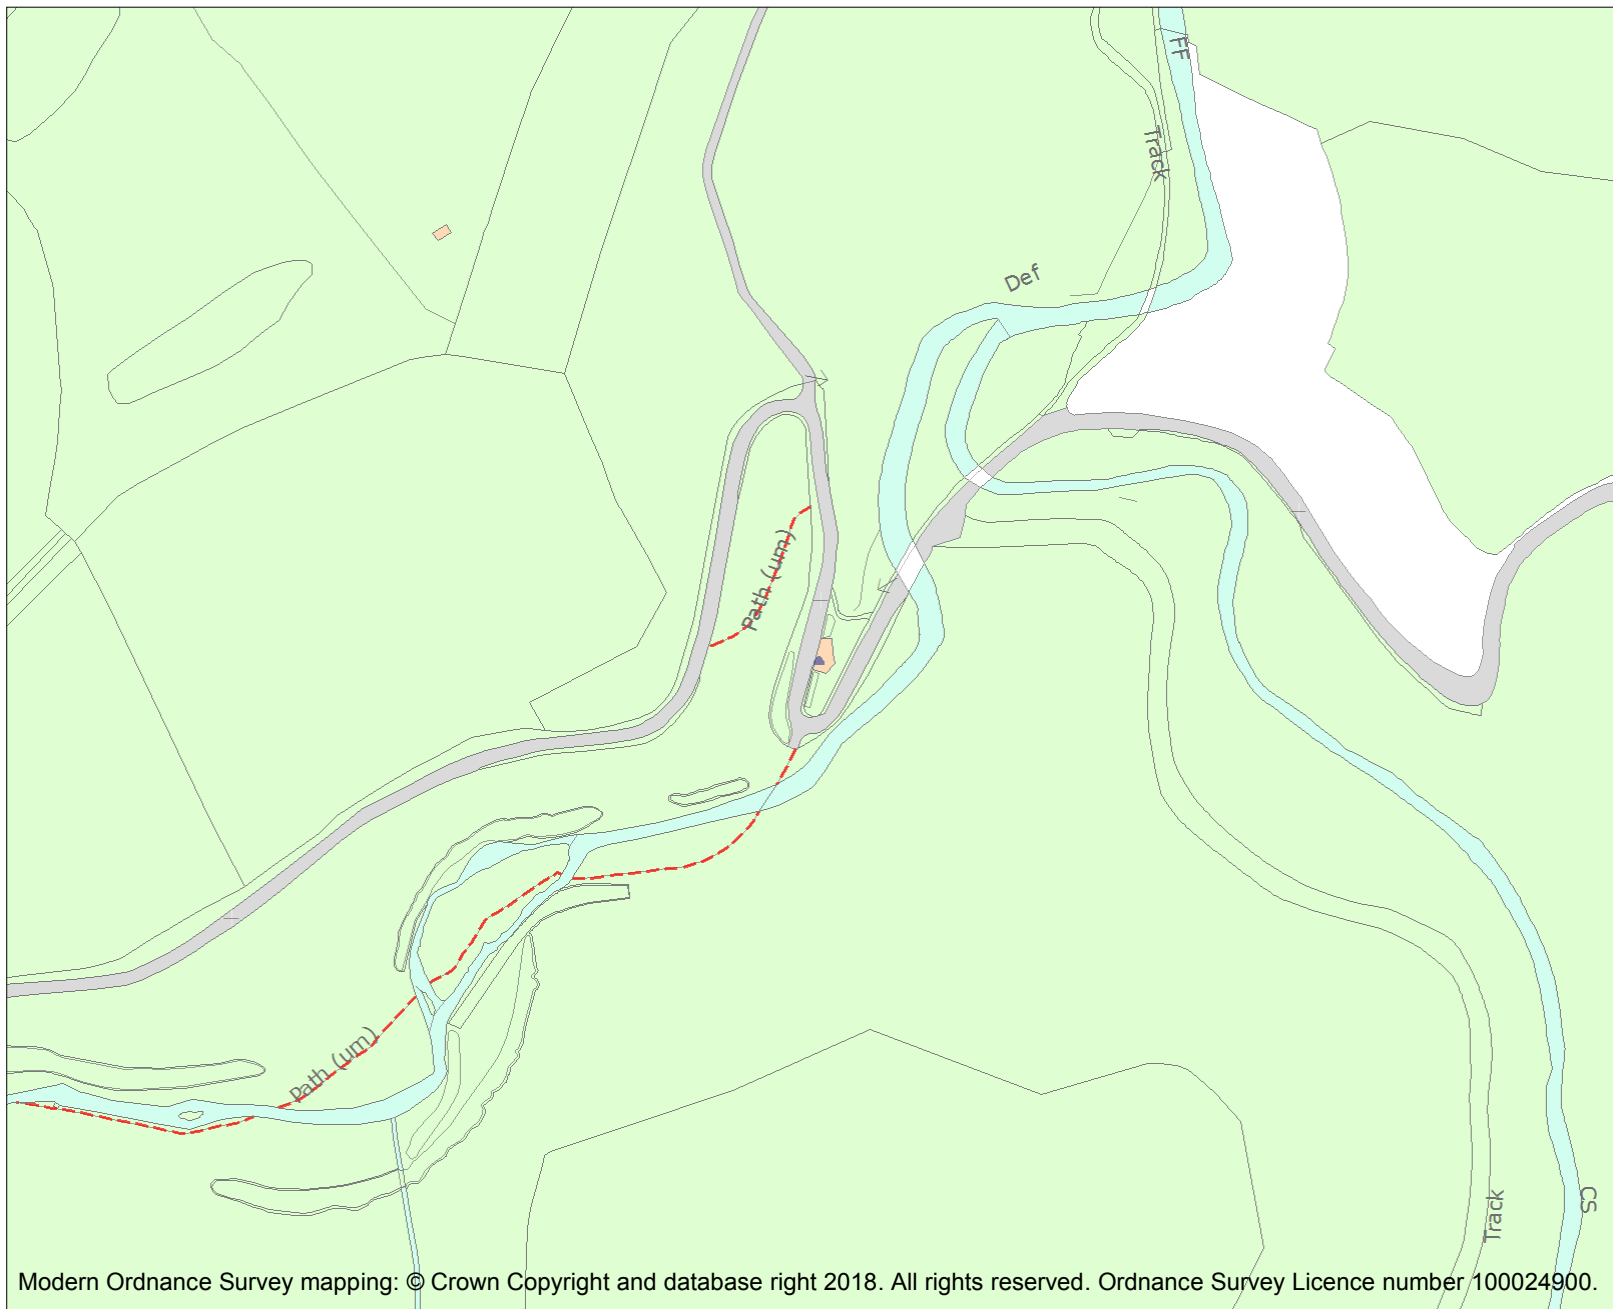 FF
Track
Def
Path (um)
Path (um)
Track
CS
Modern Ordnance Survey mapping: © Crown Copyright and database right 2018. All rights reserved. Ordnance Survey Licence number 100024900.